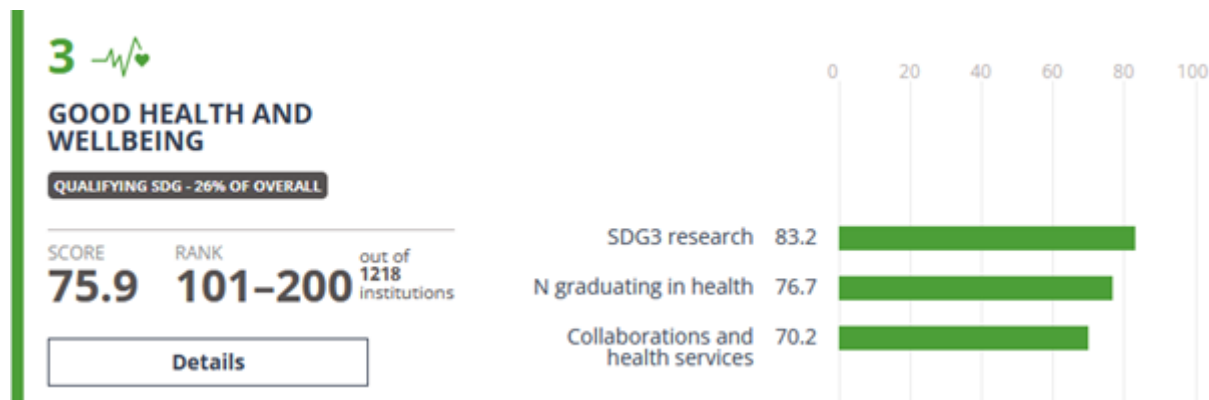 3
GOOD HEALTH AND
WELLBEING
QUALIFYING SDG - 26% OF OVERALL
SCORE
75.9
RANK
101–200
out of
1218
institutions
Details
0 20 40 60 80 100
SDG3 research 83.2
N graduating in health 76.7
Collaborations and
health services 70.2